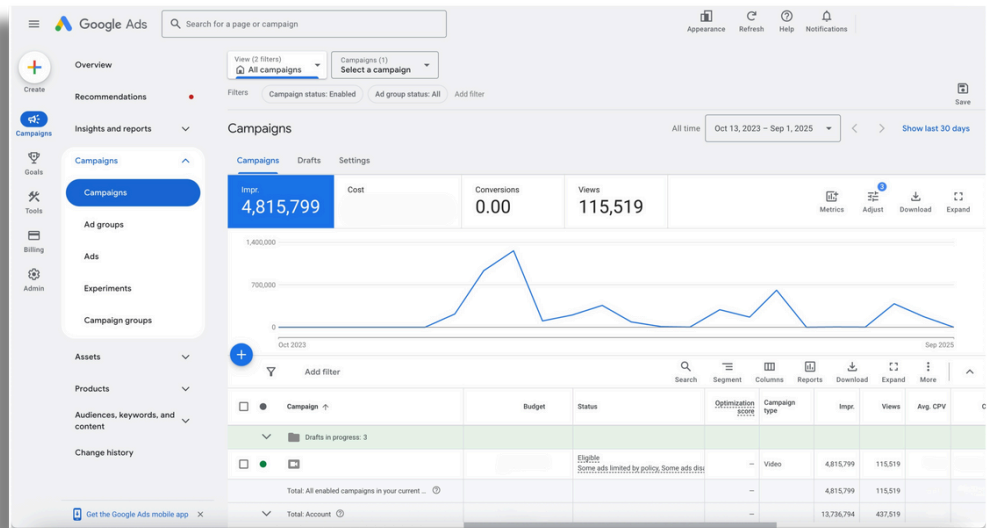 Google Ads
Search for a page or campaign
Appearance
Refresh
Help
Notifications
Create
Campaigns
Goals
Tools
Billing
Admin
Overview
Recommendations
Insights and reports
Campaigns
Campaigns
Ad groups
Ads
Experiments
Campaign groups
Assets
Products
Audiences, keywords, and
content
Change history
Get the Google Ads mobile app
View (2 filters)
All campaigns
Campaigns (1)
Select a campaign
Filters
Campaign status: Enabled
Ad group status: All
Add filter
Save
Campaigns
All time
Oct 13, 2023 – Sep 1, 2025
Show last 30 days
Campaigns
Drafts
Settings
Impr.
4,815,799
Cost
Conversions
0.00
Views
115,519
Metrics
3
Adjust
Download
Expand
1,400,000
700,000
0
Oct 2023
Sep 2025
Add filter
Search
Segment
Columns
Reports
Download
Expand
More
Campaign
Budget
Status
Optimization
score
Campaign
type
Impr.
Views
Avg. CPV
C
Drafts in progress: 3
Eligible
Some ads limited by policy, Some ads disa
–
Video
4,815,799
115,519
Total: All enabled campaigns in your current ...
–
4,815,799
115,519
Total: Account
–
13,736,794
437,519